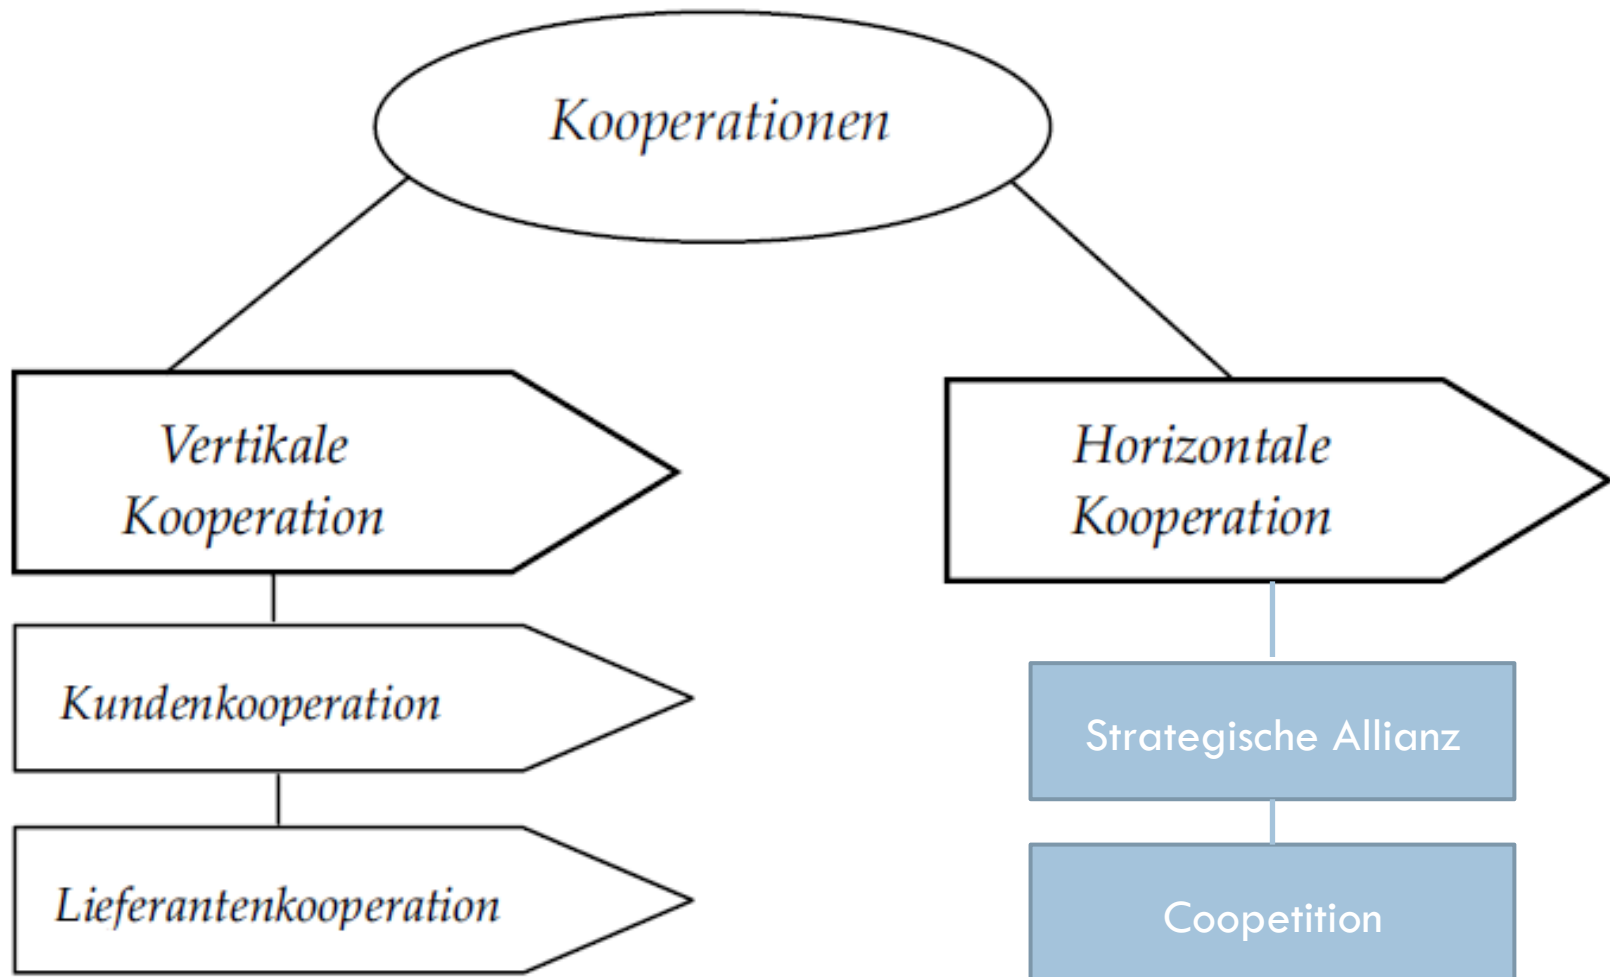 Kooperationen
Vertikale
Kooperation
Kundenkooperation
Lieferantenkooperation
Horizontale
Kooperation
Strategische Allianz
Coopetition